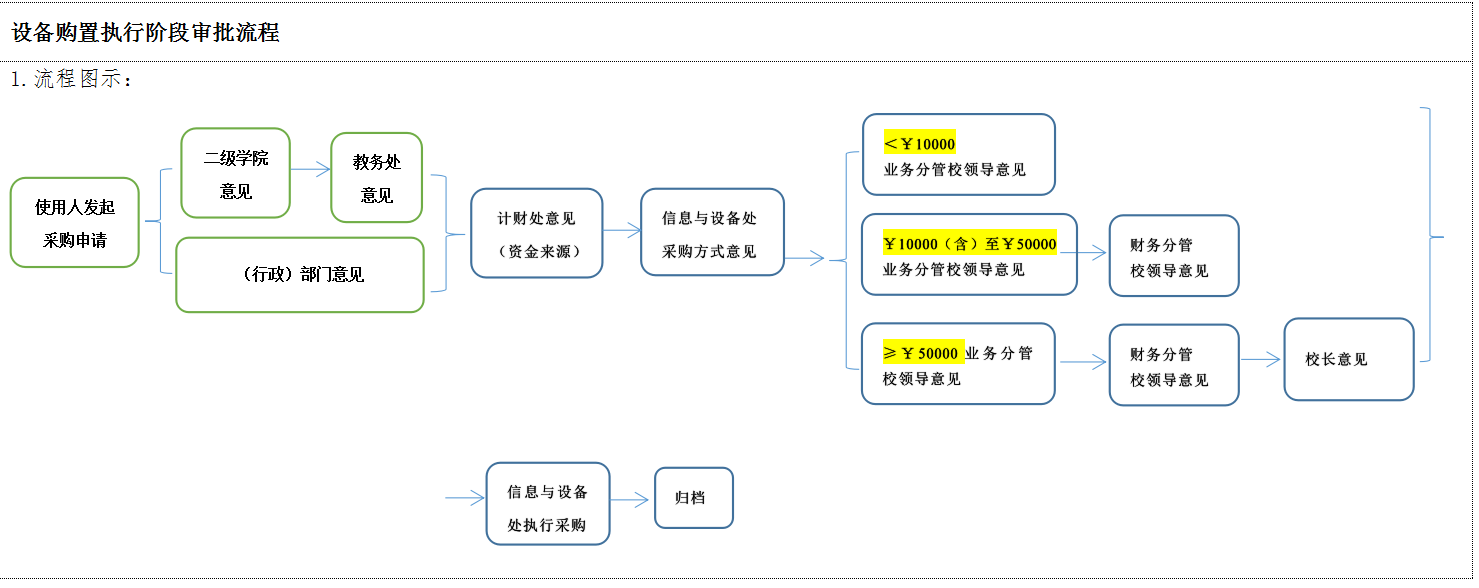 设备购置执行阶段审批流程
1.流程图示：
使用人发起
采购申请
二级学院
意见
教务处
意见
（行政）部门意见
计财处意见
（资金来源）
信息与设备处
采购方式意见
＜￥10000
业务分管校领导意见
￥10000（含）至￥50000
业务分管校领导意见
财务分管
校领导意见
≥￥50000 业务分管
校领导意见
财务分管
校领导意见
校长意见
信息与设备
处执行采购
归档